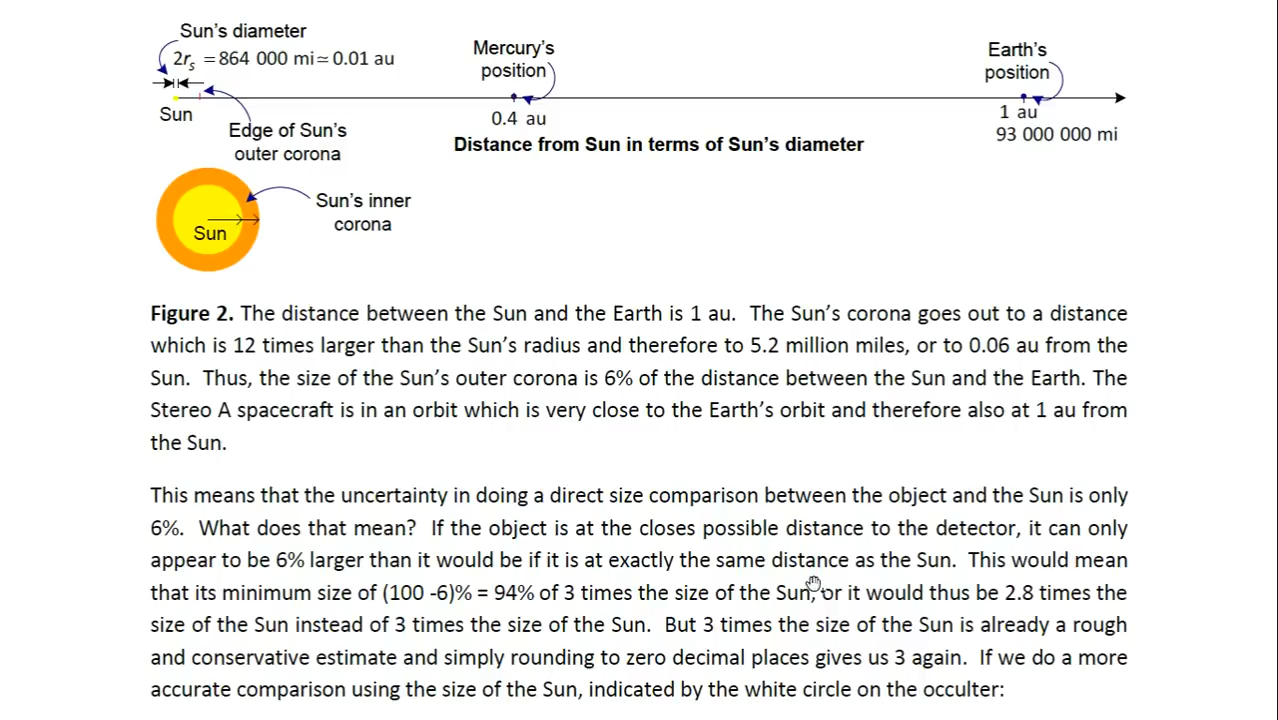 Sun's diameter
2rs = 864 000 mi ≃ 0.01 au
Mercury's
position
Earth's
position
Sun
Edge of Sun's
outer corona
0.4 au
1 au
93 000 000 mi
Distance from Sun in terms of Sun's diameter
Sun's inner
corona
Sun
Figure 2. The distance between the Sun and the Earth is 1 au. The Sun's corona goes out to a distance
which is 12 times larger than the Sun's radius and therefore to 5.2 million miles, or to 0.06 au from the
Sun. Thus, the size of the Sun's outer corona is 6% of the distance between the Sun and the Earth. The
Stereo A spacecraft is in an orbit which is very close to the Earth's orbit and therefore also at 1 au from
the Sun.
This means that the uncertainty in doing a direct size comparison between the object and the Sun is only
6%. What does that mean? If the object is at the closes possible distance to the detector, it can only
appear to be 6% larger than it would be if it is at exactly the same distance as the Sun. This would mean
that its minimum size of (100 -6)% = 94% of 3 times the size of the Sun, or it would thus be 2.8 times the
size of the Sun instead of 3 times the size of the Sun. But 3 times the size of the Sun is already a rough
and conservative estimate and simply rounding to zero decimal places gives us 3 again. If we do a more
accurate comparison using the size of the Sun, indicated by the white circle on the occulter: